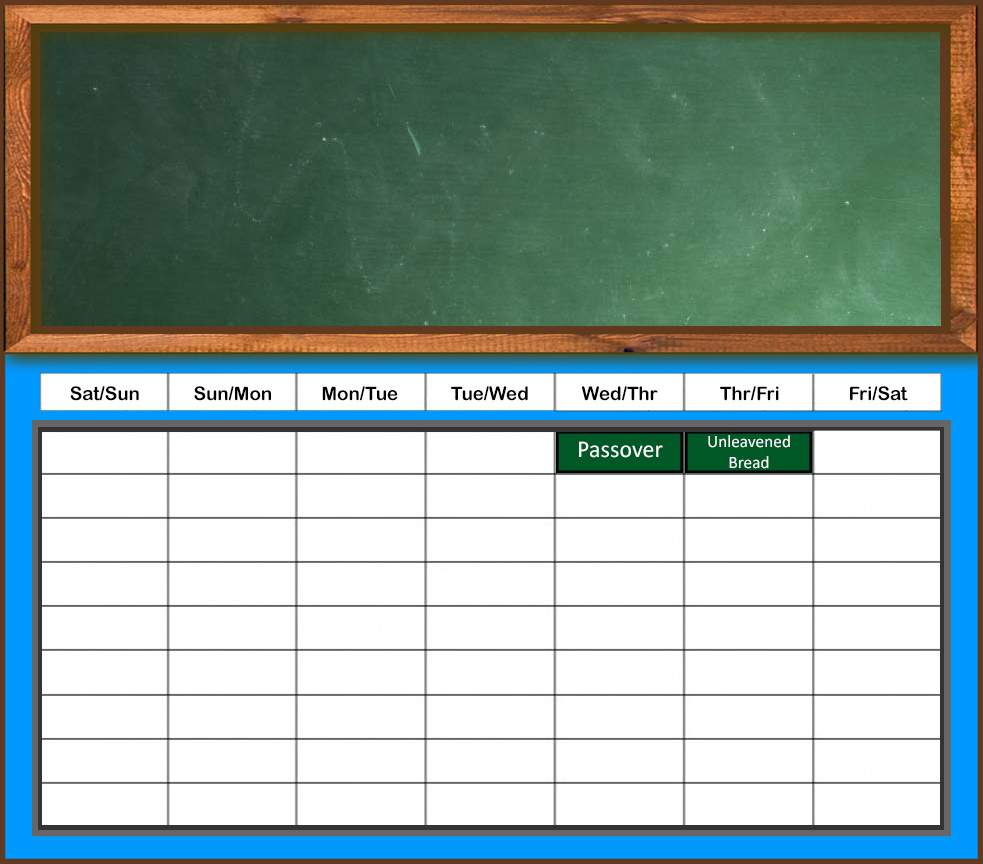 Sat/Sun Sun/Mon Mon/Tue Tue/Wed Wed/Thr Thr/Fri Fri/Sat
Passover
Unleavened
Bread